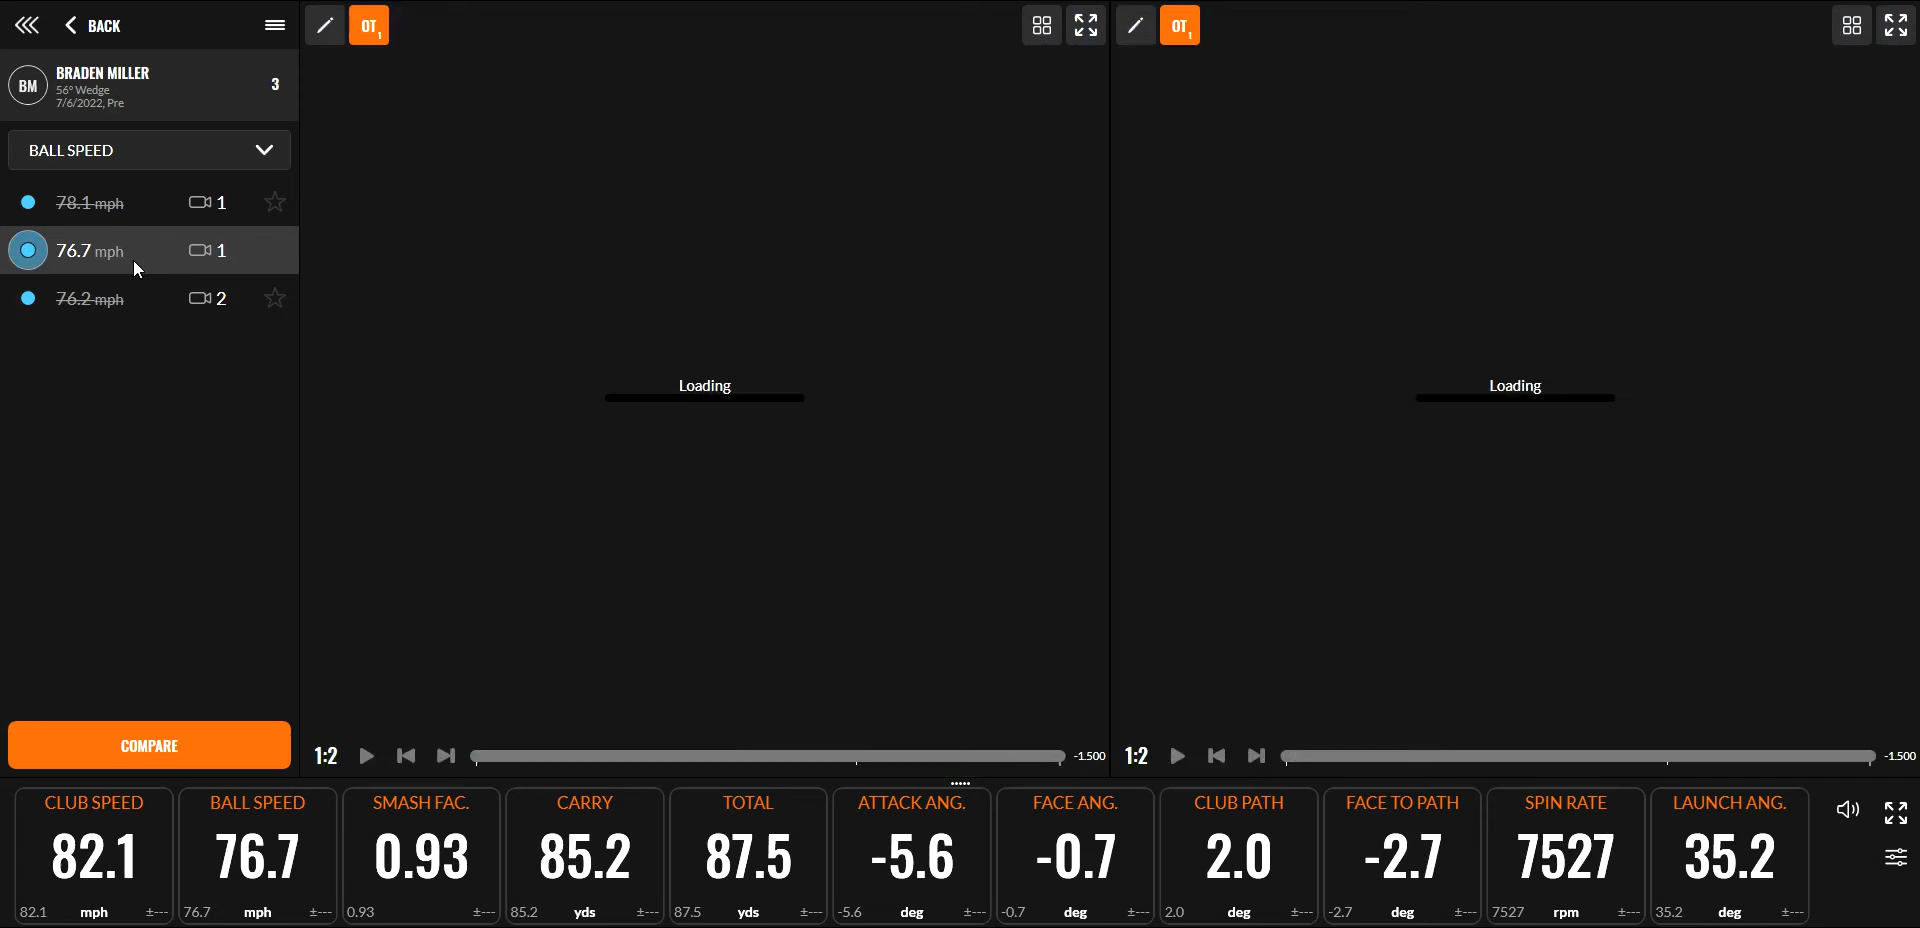 BACK
BM
BRADEN MILLER
56° Wedge
7/6/2022, Pre
3
BALL SPEED
78.1 mph 1
76.7 mph 1
76.2 mph 2
COMPARE
OT 1
Loading
1:2
-1.500
OT 1
Loading
1:2
-1.500
CLUB SPEED
82.1
82.1 mph ±---
BALL SPEED
76.7
76.7 mph ±---
SMASH FAC.
0.93
0.93 ±---
CARRY
85.2
85.2 yds ±---
TOTAL
87.5
87.5 yds ±---
ATTACK ANG.
-5.6
-5.6 deg ±---
FACE ANG.
-0.7
-0.7 deg ±---
CLUB PATH
2.0
2.0 deg ±---
FACE TO PATH
-2.7
-2.7 deg ±---
SPIN RATE
7527
7527 rpm ±---
LAUNCH ANG.
35.2
35.2 deg ±---